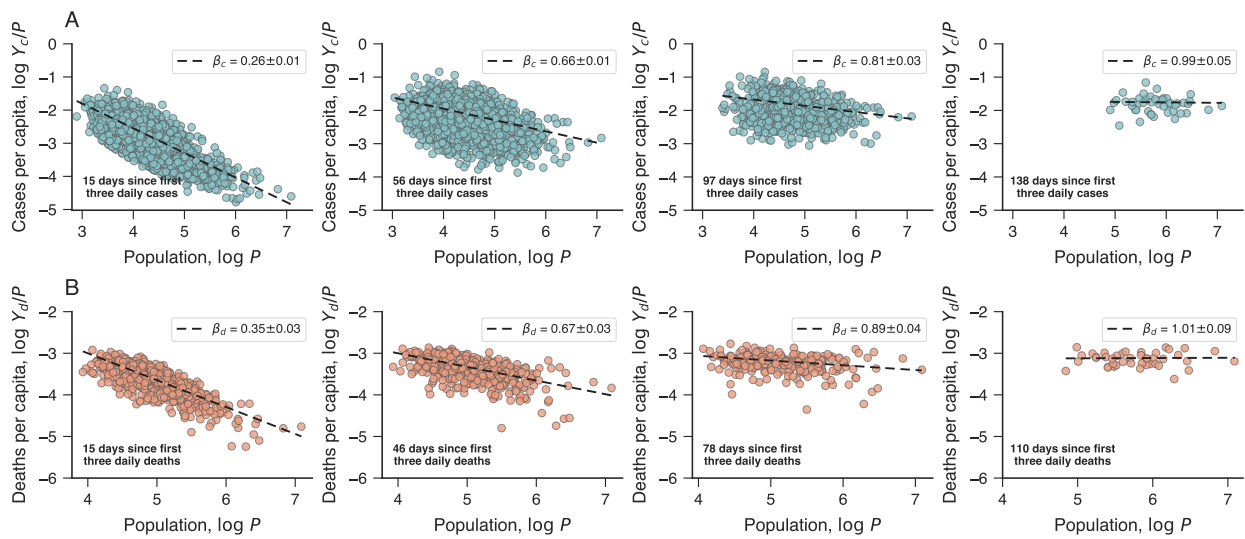 A
Cases per capita, log Y_c/P
0
−1
−2
−3
−4
−5
3 4 5 6 7
Population, log P
β_c = 0.26±0.01
15 days since first
three daily cases
Cases per capita, log Y_c/P
0
−1
−2
−3
−4
−5
3 4 5 6 7
Population, log P
β_c = 0.66±0.01
56 days since first
three daily cases
Cases per capita, log Y_c/P
0
−1
−2
−3
−4
−5
3 4 5 6 7
Population, log P
β_c = 0.81±0.03
97 days since first
three daily cases
Cases per capita, log Y_c/P
0
−1
−2
−3
−4
−5
3 4 5 6 7
Population, log P
β_c = 0.99±0.05
138 days since first
three daily cases
B
Deaths per capita, log Y_d/P
−2
−3
−4
−5
−6
4 5 6 7
Population, log P
β_d = 0.35±0.03
15 days since first
three daily deaths
Deaths per capita, log Y_d/P
−2
−3
−4
−5
−6
4 5 6 7
Population, log P
β_d = 0.67±0.03
46 days since first
three daily deaths
Deaths per capita, log Y_d/P
−2
−3
−4
−5
−6
4 5 6 7
Population, log P
β_d = 0.89±0.04
78 days since first
three daily deaths
Deaths per capita, log Y_d/P
−2
−3
−4
−5
−6
4 5 6 7
Population, log P
β_d = 1.01±0.09
110 days since first
three daily deaths